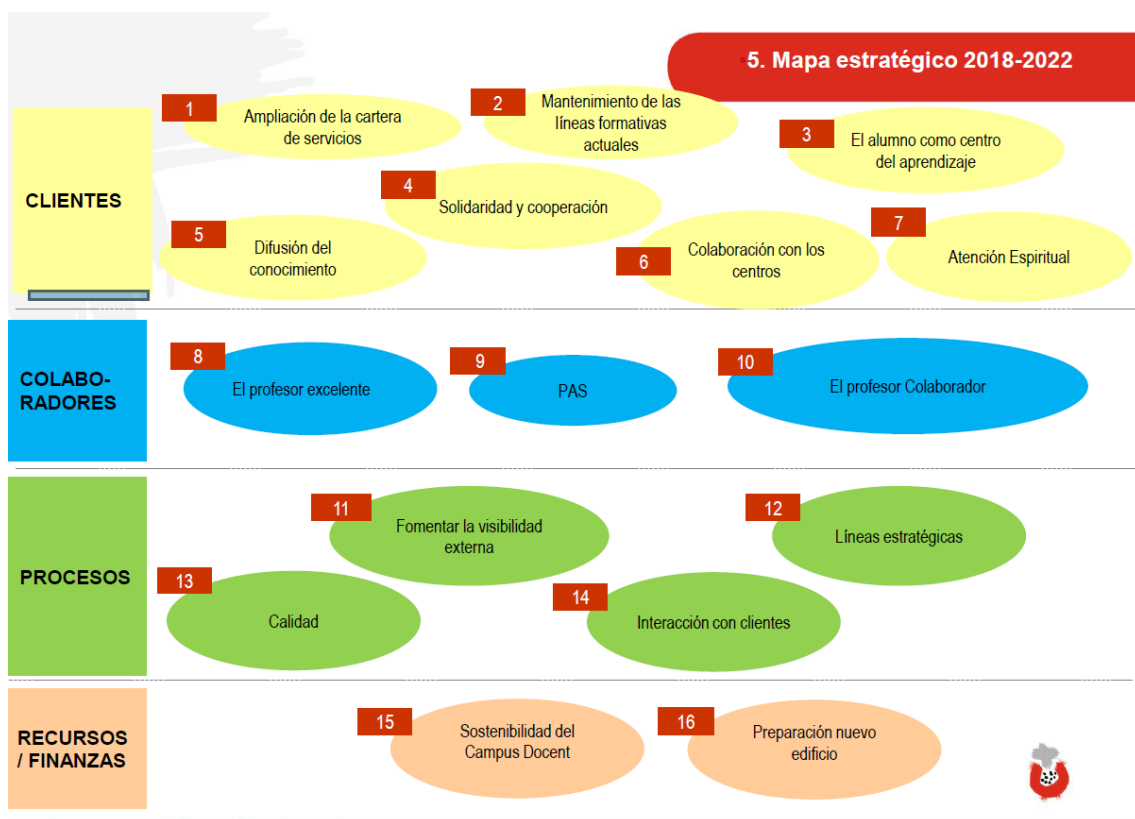 5. Mapa estratégico 2018-2022
CLIENTES
1
Ampliación de la cartera
de servicios
2
Mantenimiento de las
líneas formativas
actuales
3
El alumno como centro
del aprendizaje
4
Solidaridad y cooperación
5
Difusión del
conocimiento
6
Colaboración con los
centros
7
Atención Espiritual
COLABO-
RADORES
8
El profesor excelente
9
PAS
10
El profesor Colaborador
PROCESOS
11
Fomentar la visibilidad
externa
12
Líneas estratégicas
13
Calidad
14
Interacción con clientes
RECURSOS
/ FINANZAS
15
Sostenibilidad del
Campus Docent
16
Preparación nuevo
edificio